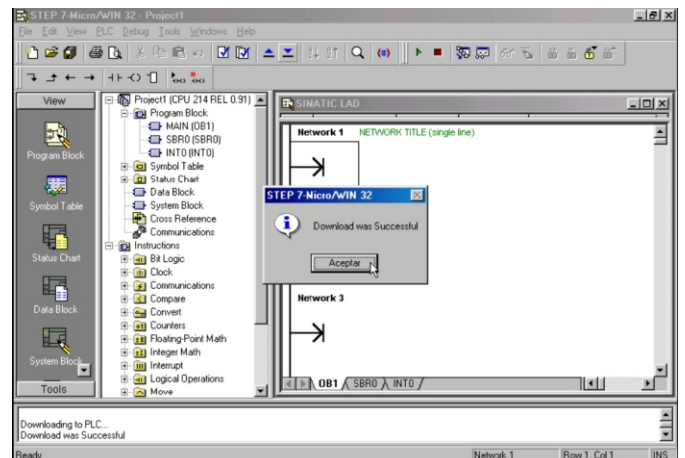 STEP 7-Micro/WIN 32 - Project1
File Edit View PLC Debug Tools Windows Help
View
Program Block
Symbol Table
Status Chart
Data Block
System Block
Tools
Project1 (CPU 214 REL 0.91)
Program Block
MAIN (OB1)
SBR0 (SBR0)
INT0 (INT0)
Symbol Table
Status Chart
Data Block
System Block
Cross Reference
Communications
Instructions
Bit Logic
Clock
Communications
Compare
Convert
Counters
Floating-Point Math
Integer Math
Interrupt
Logical Operations
Move
SIMATIC LAD
Network 1 NETWORK TITLE (single line)
STEP 7-Micro/WIN 32
Download was Successful
Aceptar
Network 3
OB1 SBR0 INT0
Downloading to PLC...
Download was Successful
Ready Network 1 Row 1, Col 1 INS